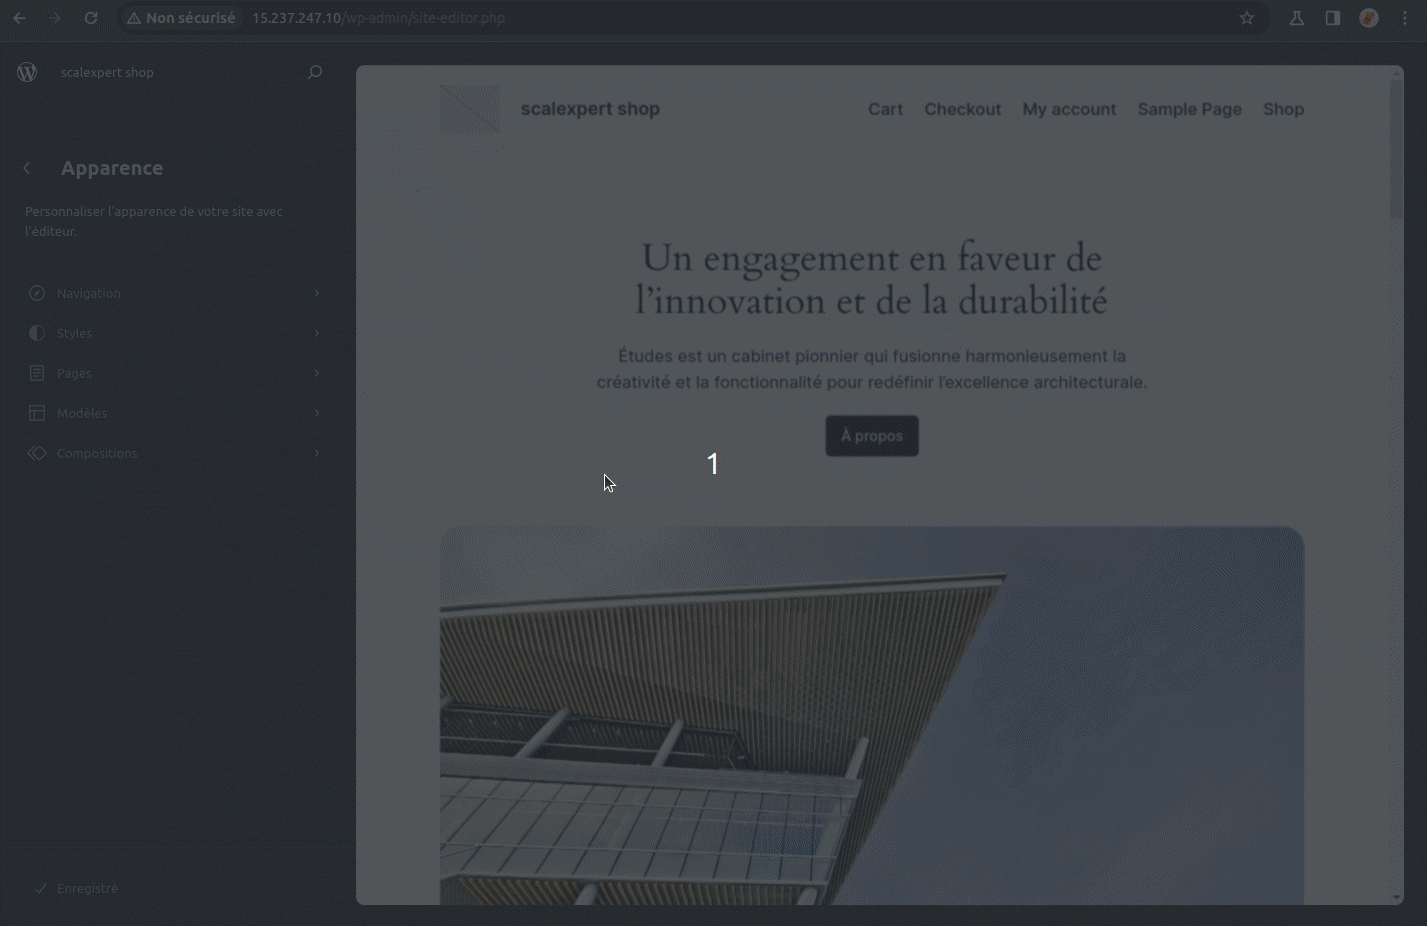 Non sécurisé 15.237.247.10/wp-admin/site-editor.php
scalexpert shop
Apparence
Personnaliser l'apparence de votre site avec
l'éditeur.
Navigation
Styles
Pages
Modèles
Compositions
Enregistré
scalexpert shop
Cart Checkout My account Sample Page Shop
Un engagement en faveur de
l'innovation et de la durabilité
Études est un cabinet pionnier qui fusionne harmonieusement la
créativité et la fonctionnalité pour redéfinir l'excellence architecturale.
À propos
1